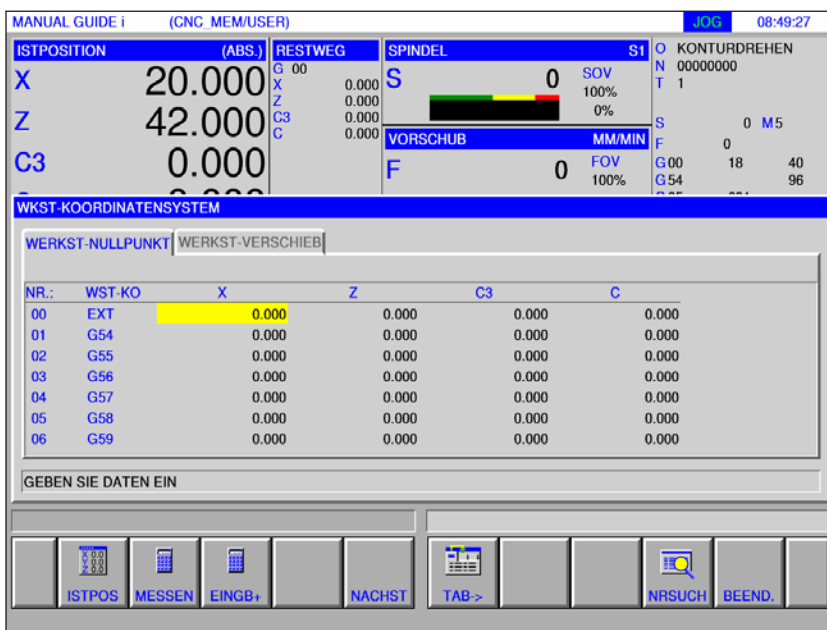 MANUAL GUIDE i (CNC_MEM/USER) JOG 08:49:27
ISTPOSITION (ABS.) RESTWEG SPINDEL S1 O KONTURDREHEN
X 20.000 G 00 S 0 SOV 100% 0% N 00000000
Z 42.000 X 0.000 T 1
C3 0.000 Z 0.000 S 0 M 5
C3 0.000 VORSCHUB MM/MIN F 0
C 0.000 F 0 FOV 100% G 00 18 40
G 54 96
WKST-KOORDINATENSYSTEM
WERKST-NULLPUNKT WERKST-VERSCHIEB
NR.: WST-KO X Z C3 C
00 EXT 0.000 0.000 0.000 0.000
01 G54 0.000 0.000 0.000 0.000
02 G55 0.000 0.000 0.000 0.000
03 G56 0.000 0.000 0.000 0.000
04 G57 0.000 0.000 0.000 0.000
05 G58 0.000 0.000 0.000 0.000
06 G59 0.000 0.000 0.000 0.000
GEBEN SIE DATEN EIN
ISTPOS MESSEN EINGB+ NACHST TAB-> NRSUCH BEEND.